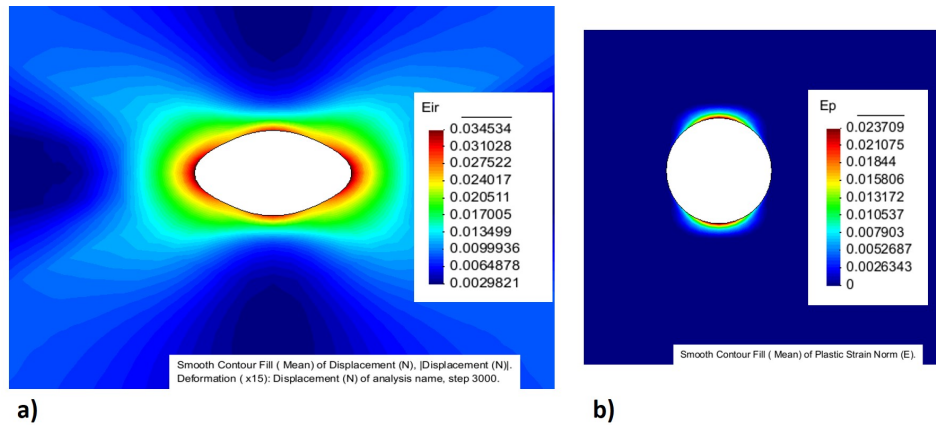 Eir
0.034534
0.031028
0.027522
0.024017
0.020511
0.017005
0.013499
0.0099936
0.0064878
0.0029821
Smooth Contour Fill ( Mean) of Displacement (N), |Displacement (N)|.
Deformation ( x15): Displacement (N) of analysis name, step 3000.
a)
Ep
0.023709
0.021075
0.01844
0.015806
0.013172
0.010537
0.007903
0.0052687
0.0026343
0
Smooth Contour Fill ( Mean) of Plastic Strain Norm (E).
b)